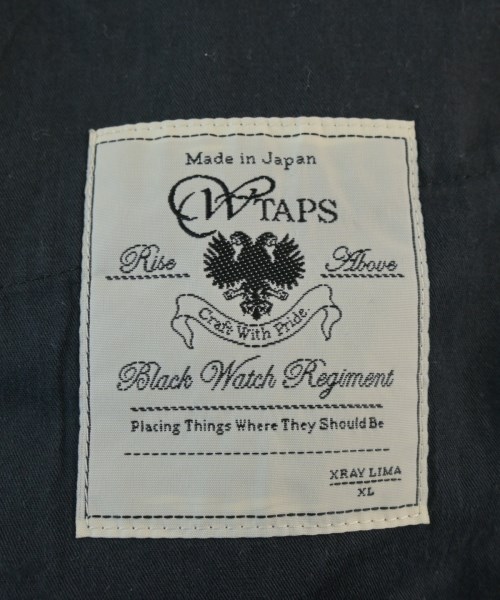 Made in Japan
WTAPS
Rise Above
Craft With Pride
Black Watch Regiment
Placing Things Where They Should Be
XRAY LIMA
XL